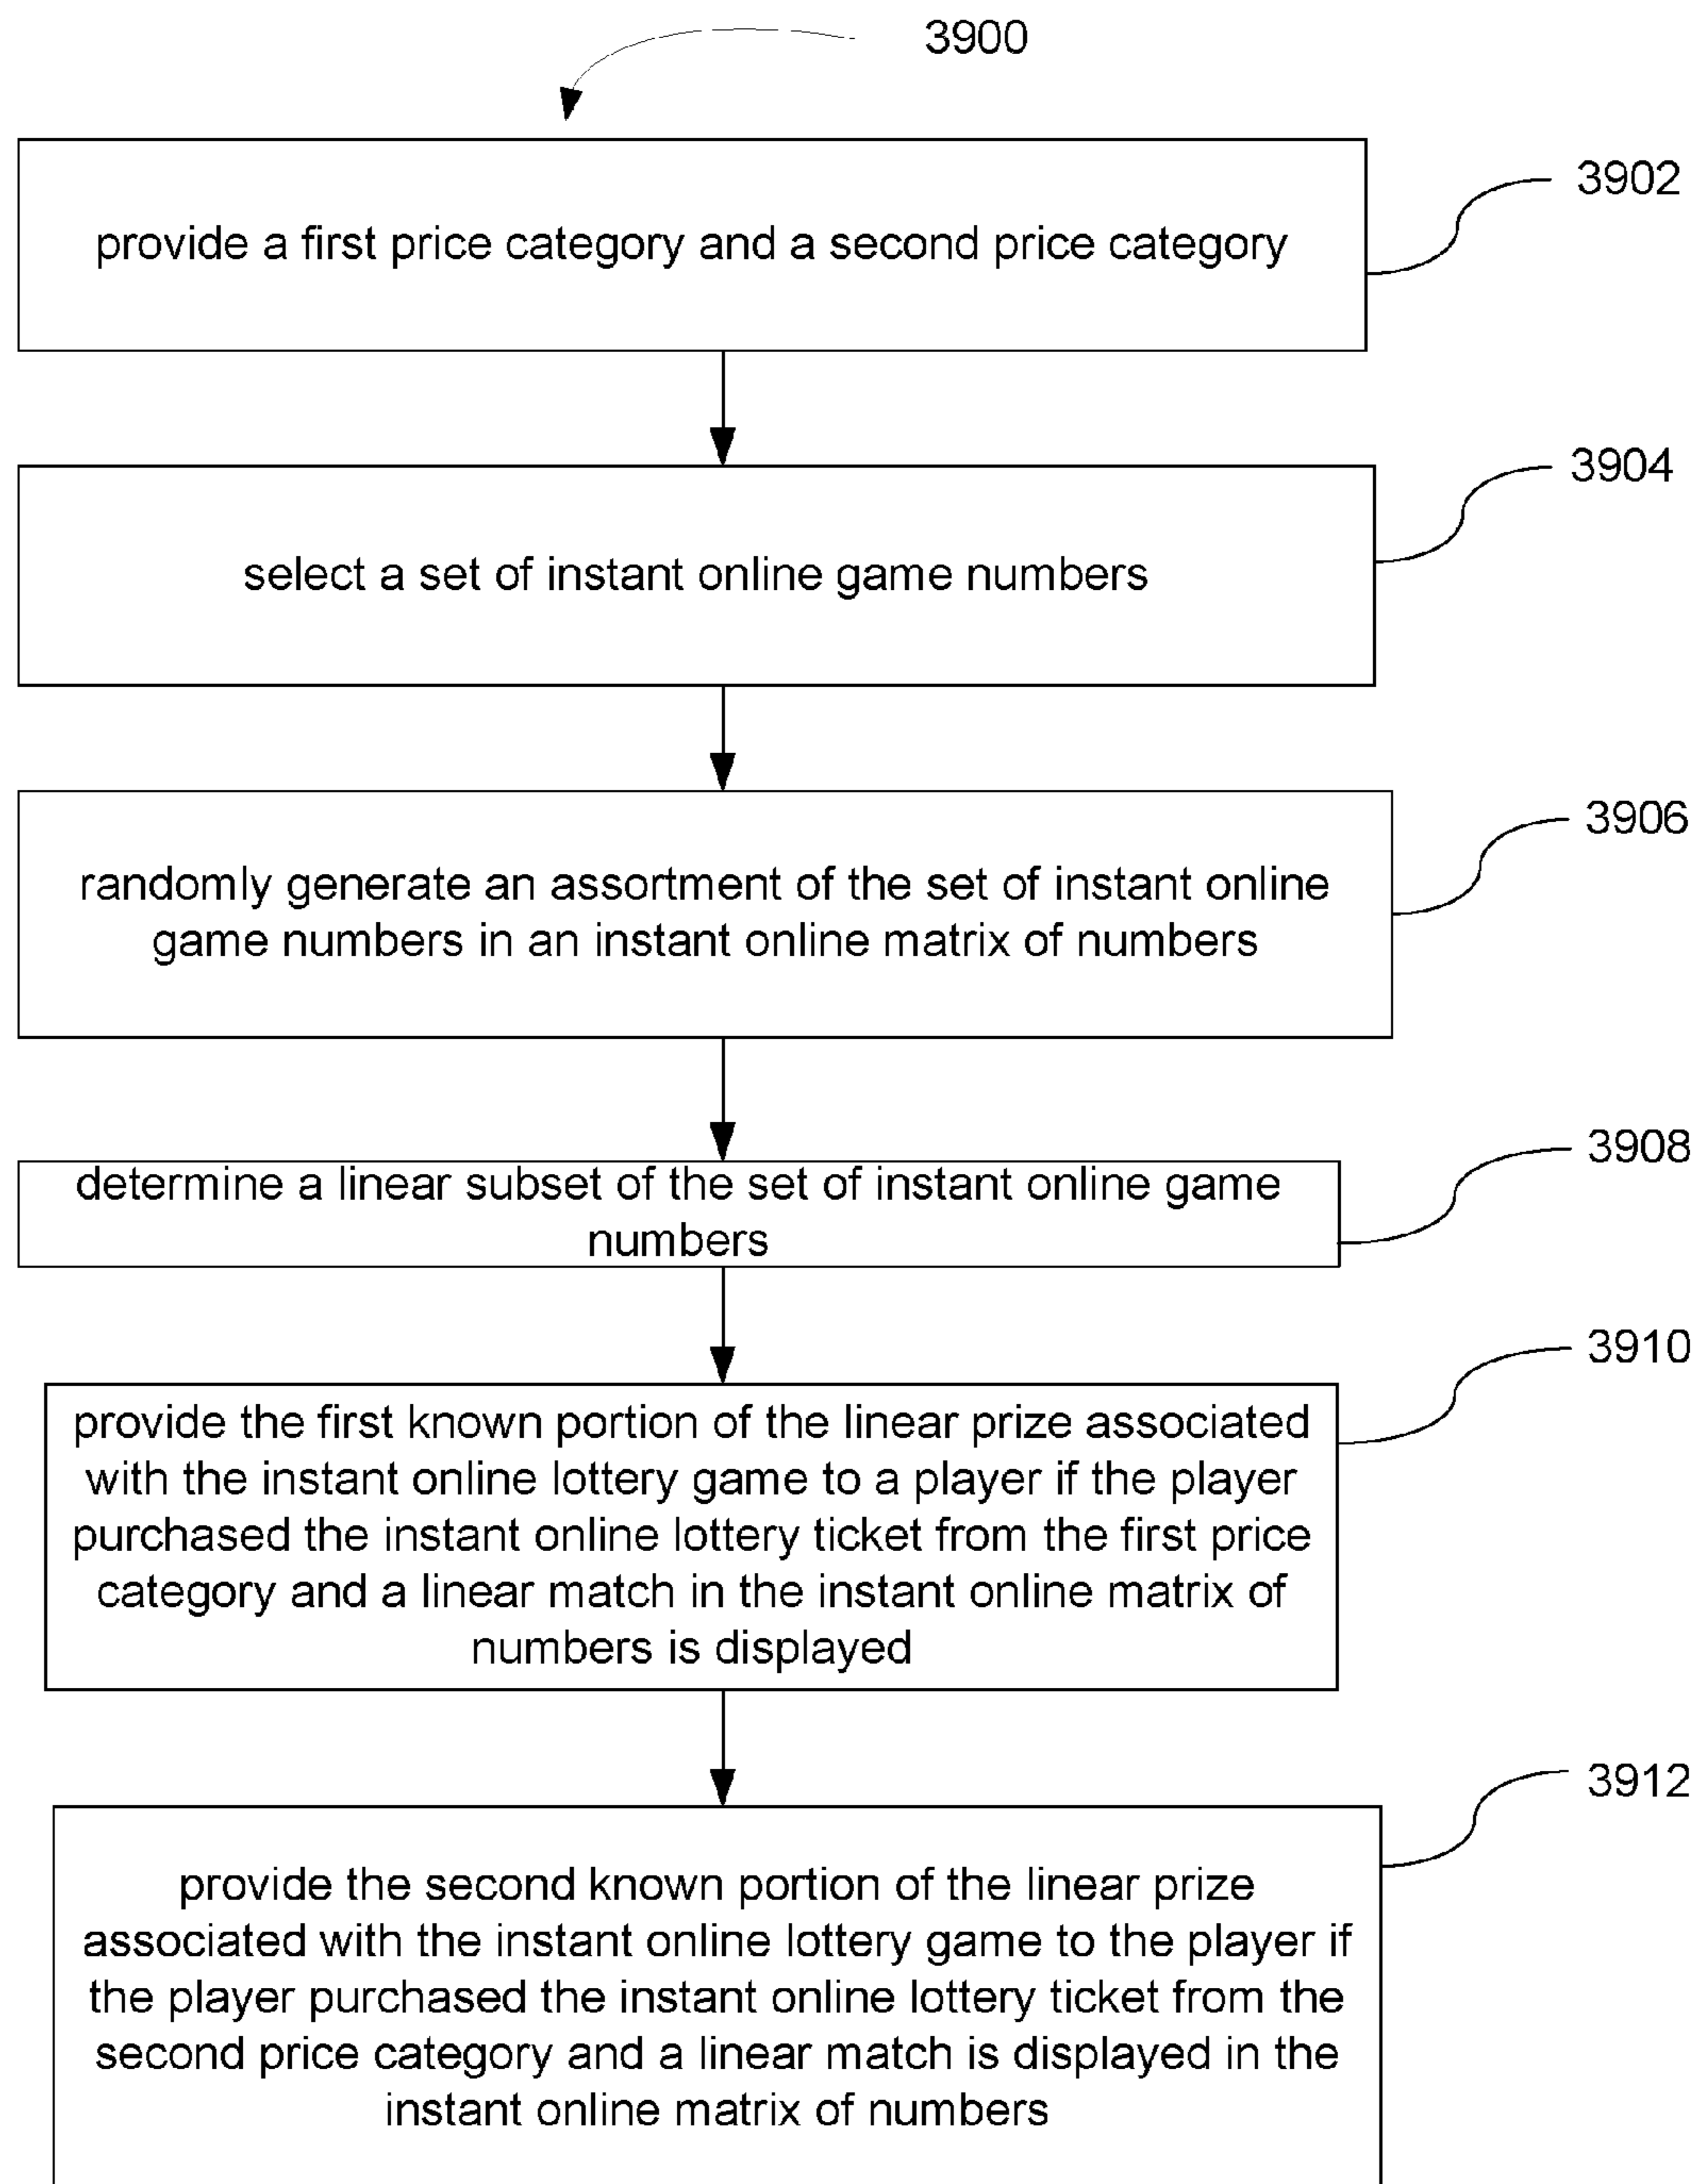 3900
provide a first price category and a second price category
3902
select a set of instant online game numbers
3904
randomly generate an assortment of the set of instant online
game numbers in an instant online matrix of numbers
3906
determine a linear subset of the set of instant online game
numbers
3908
provide the first known portion of the linear prize associated
with the instant online lottery game to a player if the player
purchased the instant online lottery ticket from the first price
category and a linear match in the instant online matrix of
numbers is displayed
3910
provide the second known portion of the linear prize
associated with the instant online lottery game to the player if
the player purchased the instant online lottery ticket from the
second price category and a linear match is displayed in the
instant online matrix of numbers
3912